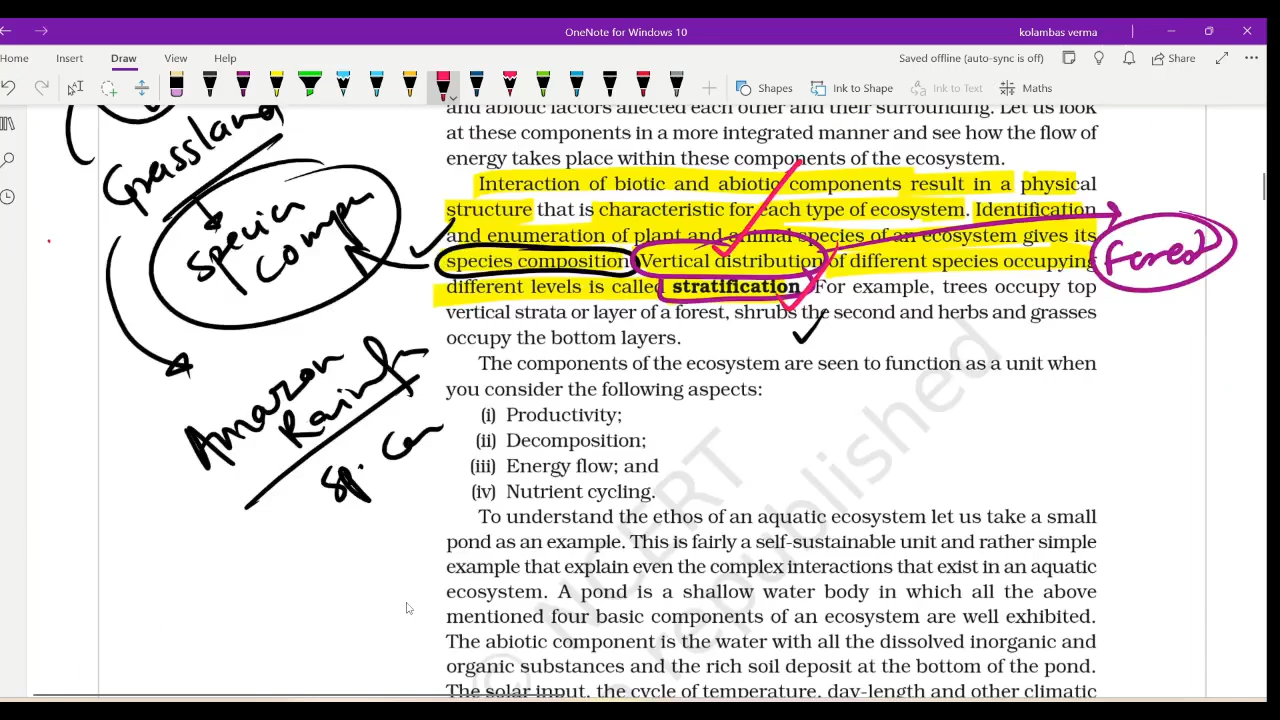 OneNote for Windows 10
kolambas verma
Home Insert Draw View Help
Saved offline (auto-sync is off)
Share
Shapes
Ink to Shape
Ink to Text
Maths
and abiotic factors affected each other and their surrounding. Let us look
at these components in a more integrated manner and see how the flow of
energy takes place within these components of the ecosystem.
Interaction of biotic and abiotic components result in a physical
structure that is characteristic for each type of ecosystem. Identification
and enumeration of plant and animal species of an ecosystem gives its
species composition. Vertical distribution of different species occupying
different levels is called stratification. For example, trees occupy top
vertical strata or layer of a forest, shrubs the second and herbs and grasses
occupy the bottom layers.
The components of the ecosystem are seen to function as a unit when
you consider the following aspects:
(i) Productivity;
(ii) Decomposition;
(iii) Energy flow; and
(iv) Nutrient cycling.
To understand the ethos of an aquatic ecosystem let us take a small
pond as an example. This is fairly a self-sustainable unit and rather simple
example that explain even the complex interactions that exist in an aquatic
ecosystem. A pond is a shallow water body in which all the above
mentioned four basic components of an ecosystem are well exhibited.
The abiotic component is the water with all the dissolved inorganic and
organic substances and the rich soil deposit at the bottom of the pond.
The solar input, the cycle of temperature, day-length and other climatic
Grassland
Species
Forest
Amazon
Sp.
© NCERT
republished